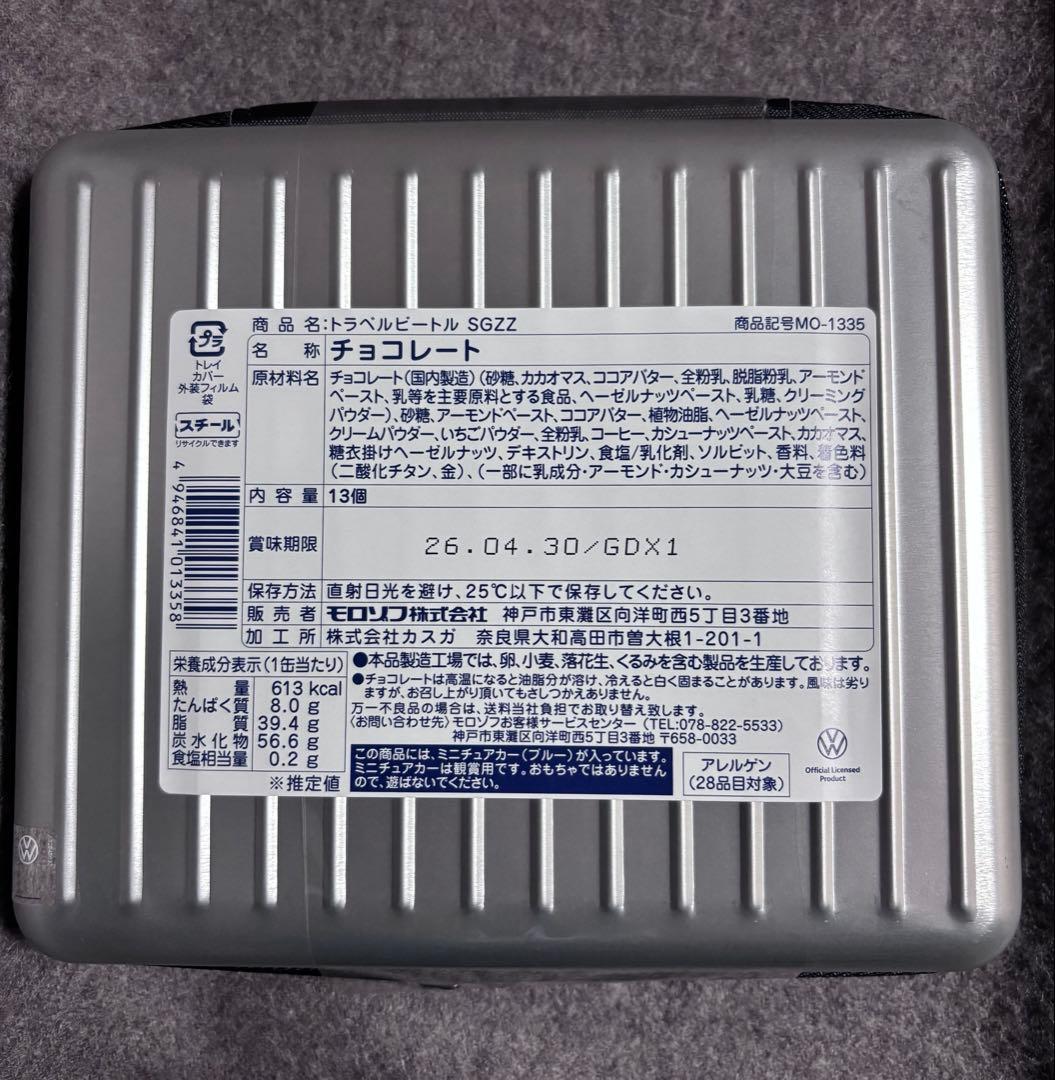 商品名:トラベルビートル SGZZ 商品記号MO-1335
プラ
トレイ
カバー
外装フィルム
袋
スチール
リサイクルできます
4 946841 013358
名称 チョコレート
原材料名 チョコレート(国内製造)(砂糖、カカオマス、ココアバター、全粉乳、脱脂粉乳、アーモンド
ペースト、乳等を主要原料とする食品、ヘーゼルナッツペースト、乳糖、クリーミング
パウダー)、砂糖、アーモンドペースト、ココアバター、植物油脂、ヘーゼルナッツペースト、
クリームパウダー、いちごパウダー、全粉乳、コーヒー、カシューナッツペースト、カカオマス、
糖衣掛けヘーゼルナッツ、デキストリン、食塩/乳化剤、ソルビット、香料、着色料
(二酸化チタン、金)、(一部に乳成分・アーモンド・カシューナッツ・大豆を含む)
内容量 13個
賞味期限 26.04.30/GDX1
保存方法 直射日光を避け、25℃以下で保存してください。
販売者 モロゾフ株式会社 神戸市東灘区向洋町西5丁目3番地
加工所 株式会社カスガ 奈良県大和高田市曽大根1-201-1
栄養成分表示(1缶当たり)
熱量 613 kcal
たんぱく質 8.0 g
脂質 39.4 g
炭水化物 56.6 g
食塩相当量 0.2 g
※推定値
●本品製造工場では、卵、小麦、落花生、くるみを含む製品を生産しております。
●チョコレートは高温になると油脂分が溶け、冷えると白く固まることがあります。風味は劣り
ますが、お召し上がり頂いてもさしつかえありません。
万一不良品の場合は、送料当社負担でお取り替え致します。
〈お問い合わせ先〉モロゾフお客様サービスセンター (TEL:078-822-5533)
神戸市東灘区向洋町西5丁目3番地 〒658-0033
この商品には、ミニチュアカー(ブルー)が入っています。
ミニチュアカーは観賞用です。おもちゃではありません
ので、遊ばないでください。
アレルゲン
(28品目対象)
Official Licensed
Product